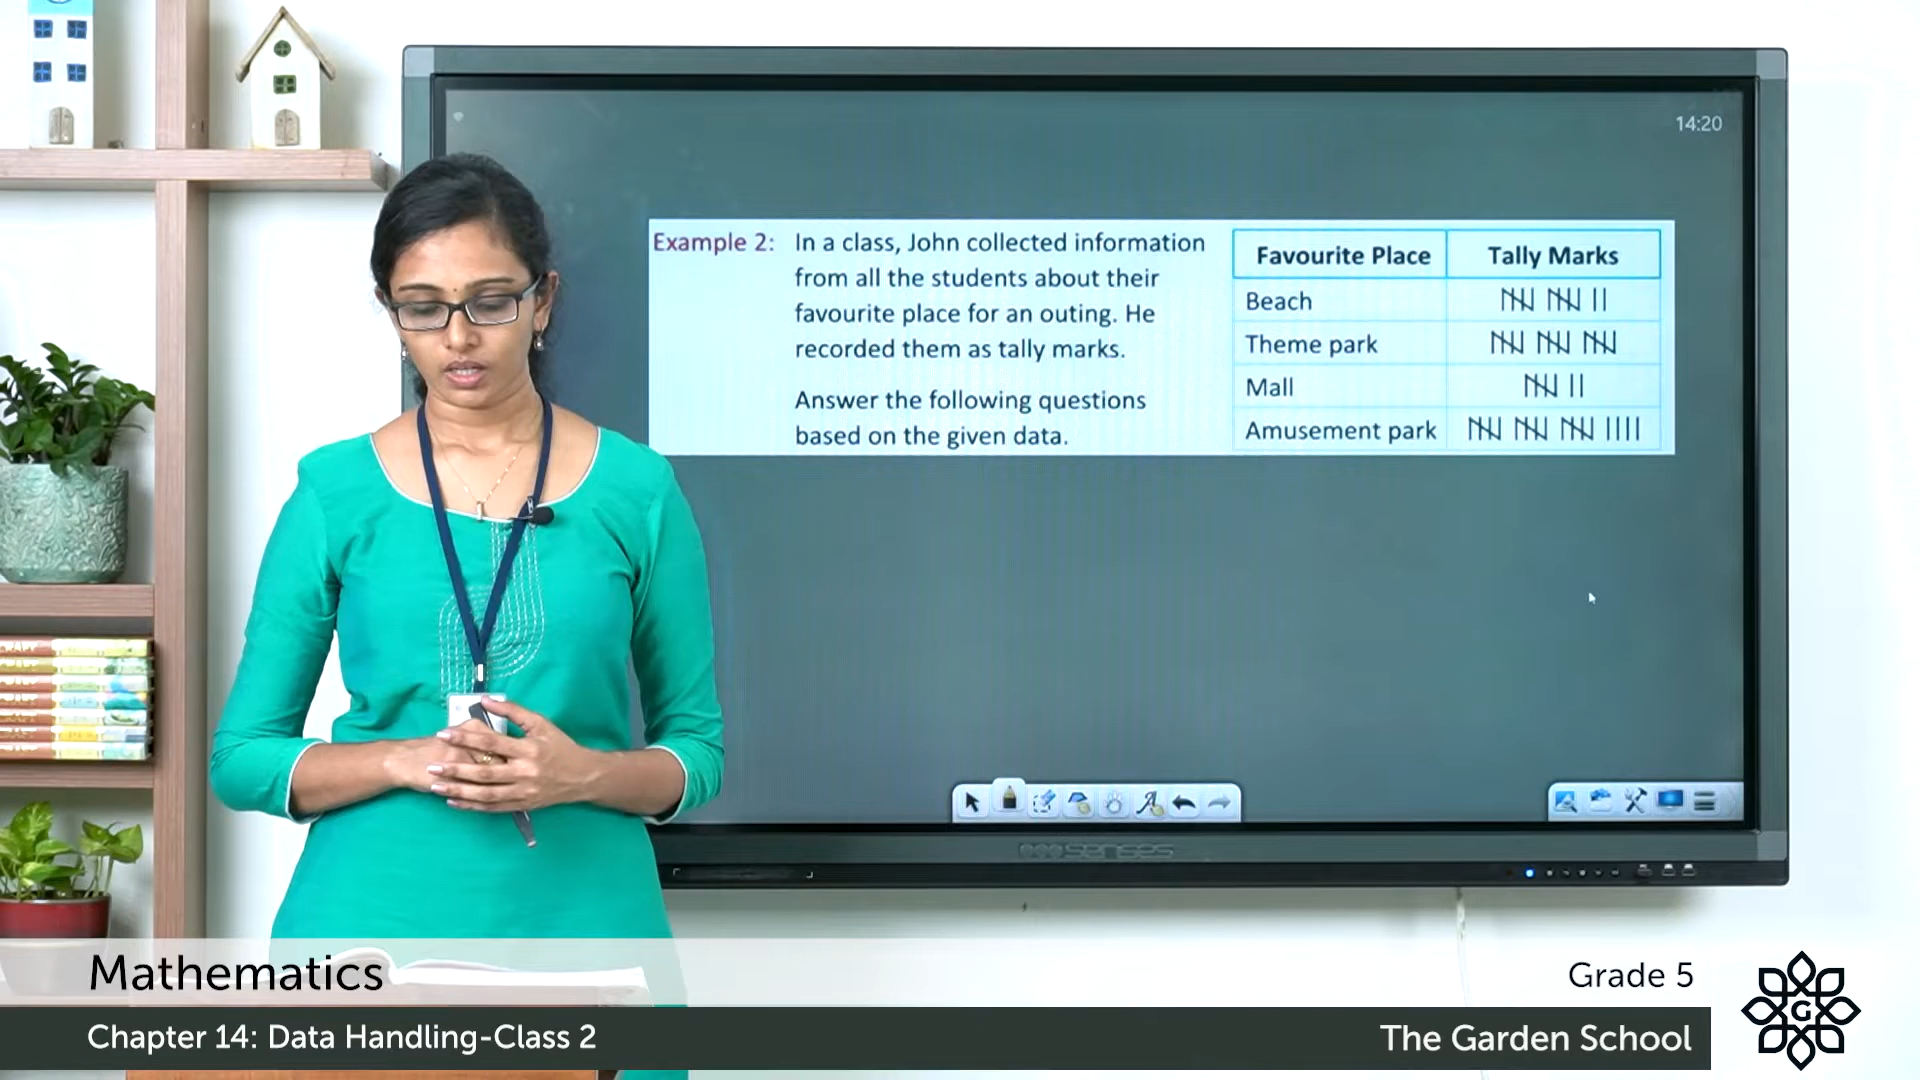 14:20
Example 2: In a class, John collected information
from all the students about their
favourite place for an outing. He
recorded them as tally marks.
Answer the following questions
based on the given data.
Favourite Place Tally Marks
Beach
Theme park
Mall
Amusement park
senses
Mathematics
Grade 5
Chapter 14: Data Handling-Class 2
The Garden School
G